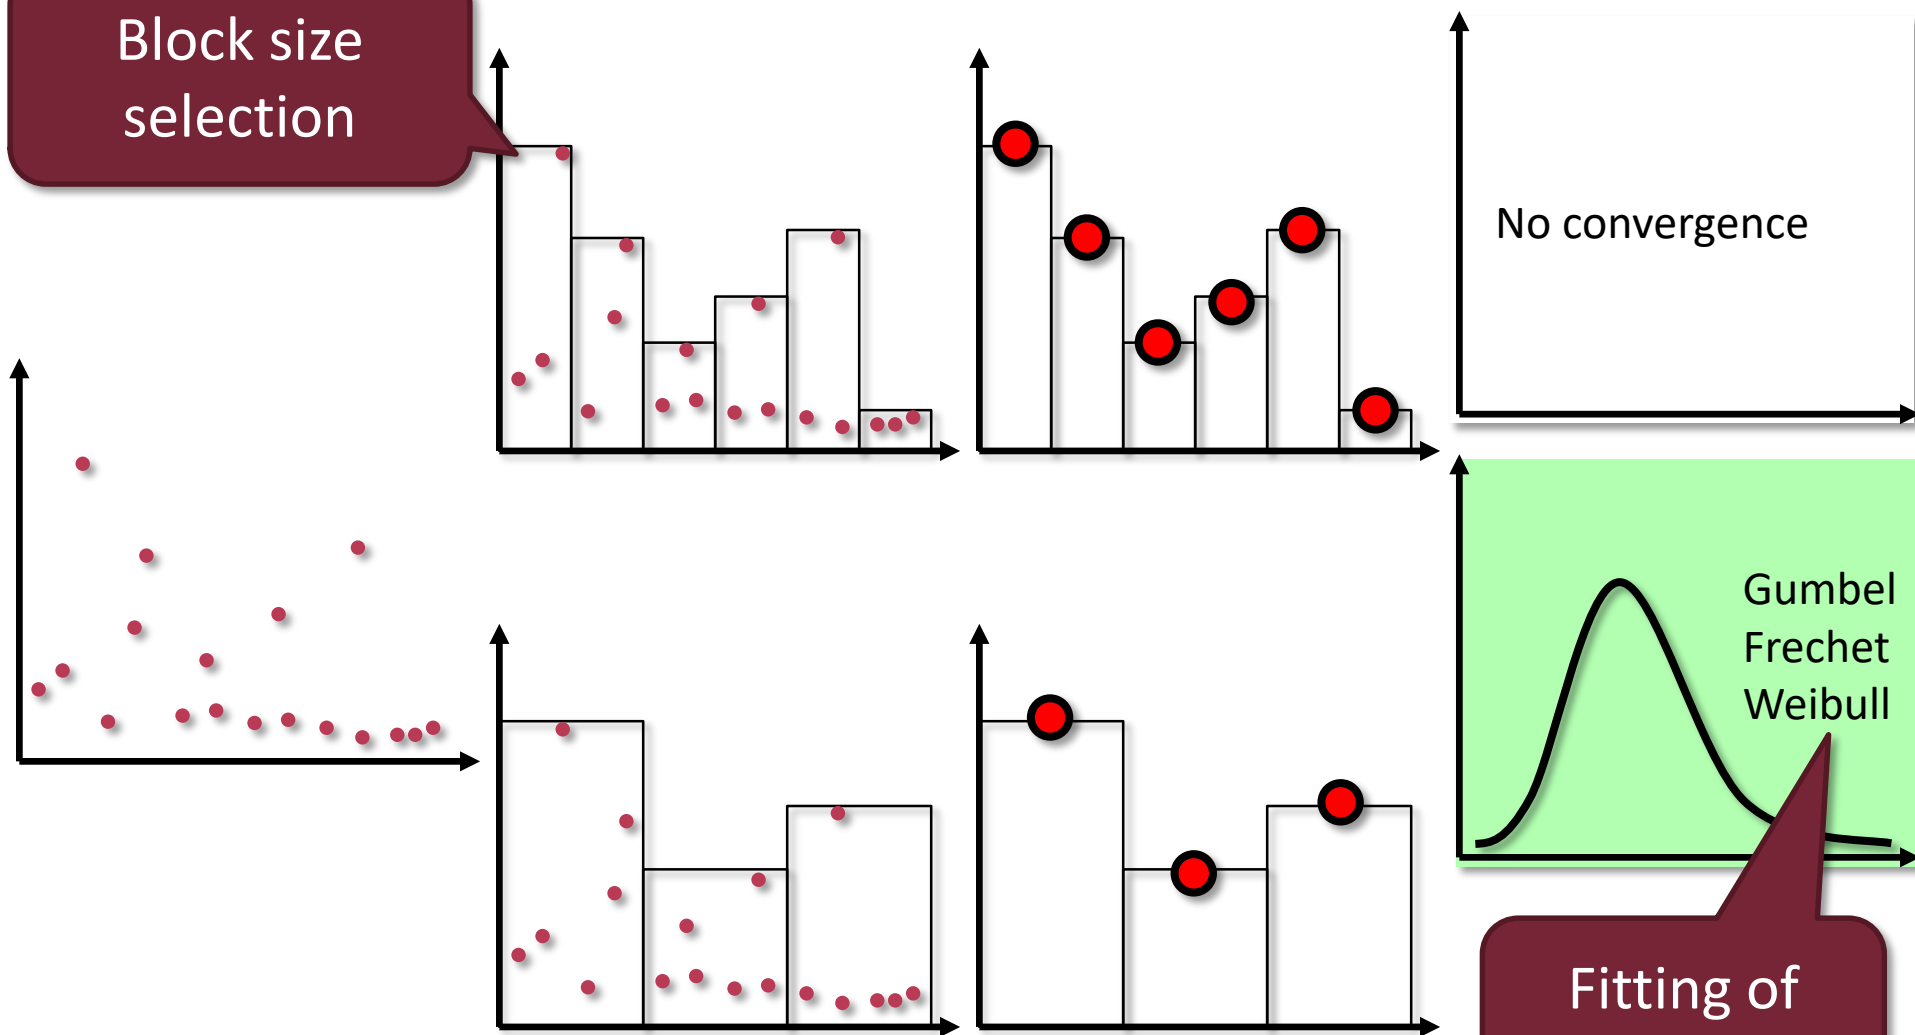 Block size
selection
No convergence
Gumbel
Frechet
Weibull
Fitting of